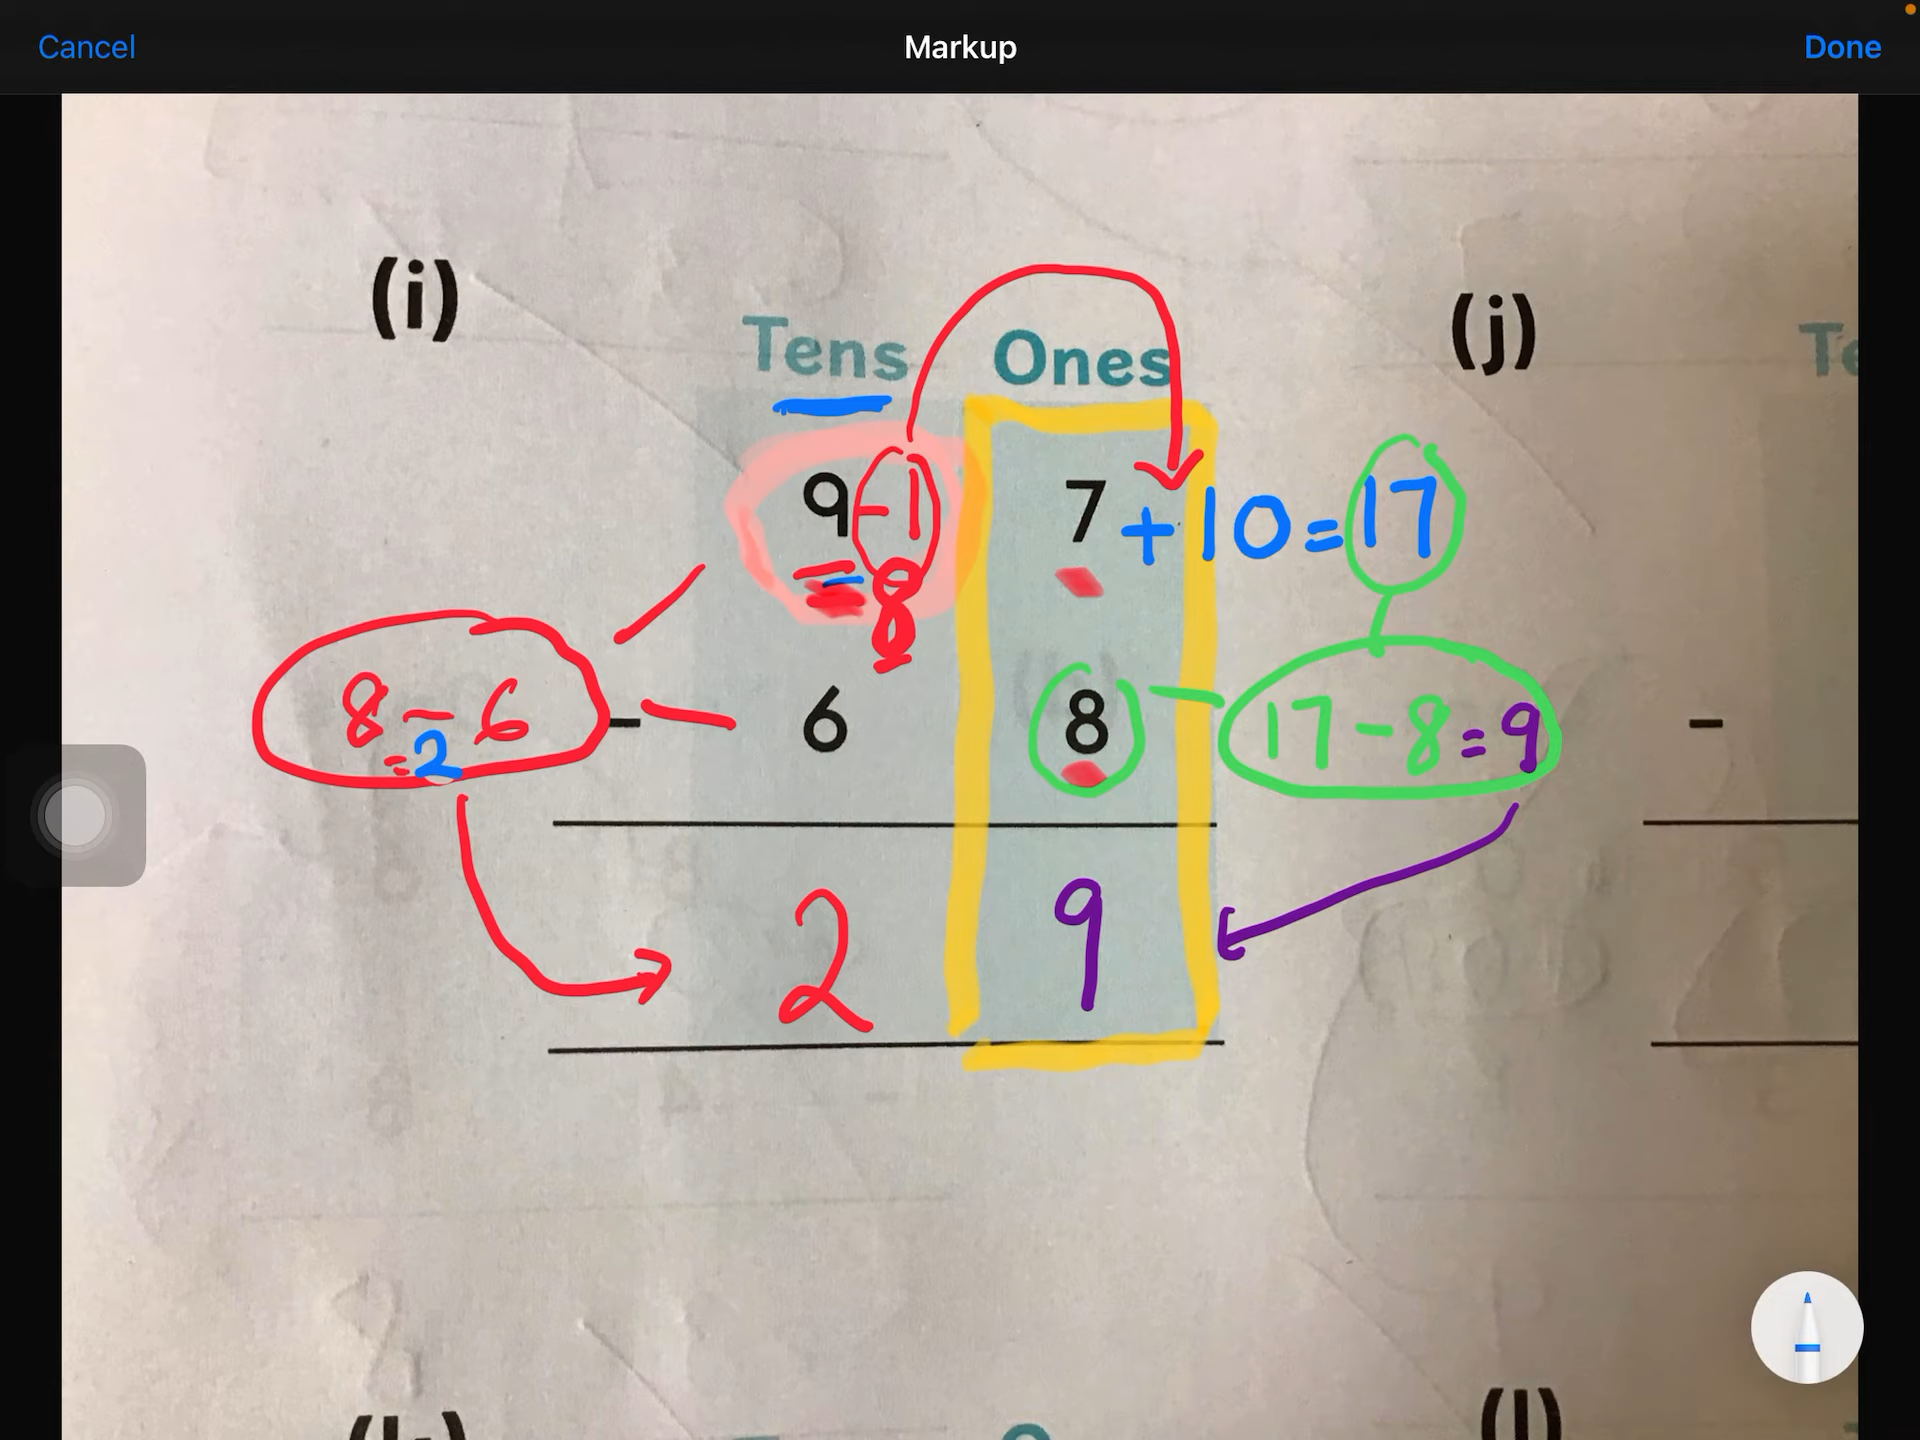 Cancel Markup Done
(i) (j)
Tens Ones Te
9 -1 7 + 10 = 17
= 8
8 - 6 - 6 8 17 - 8 = 9 -
= 2
2 9
(k) (l)